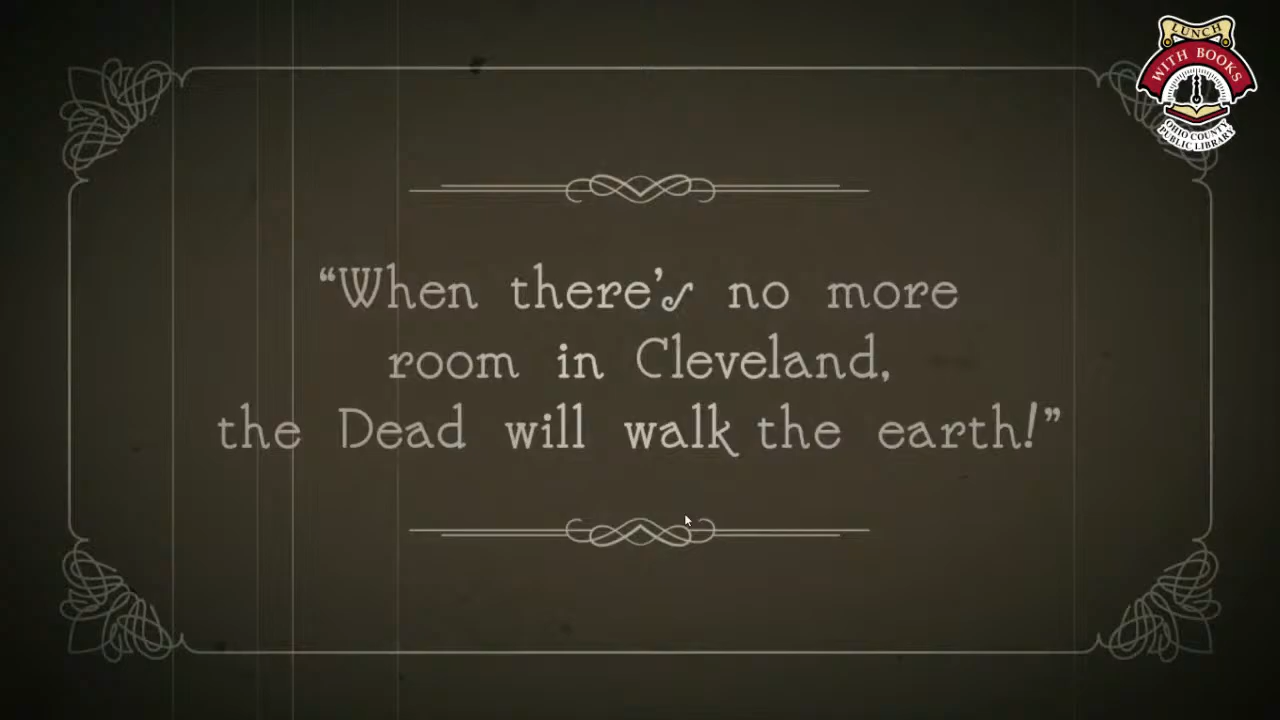 LUNCH
WITH BOOKS
OHIO COUNTY
PUBLIC LIBRARY
“When there’s no more
room in Cleveland,
the Dead will walk the earth!”